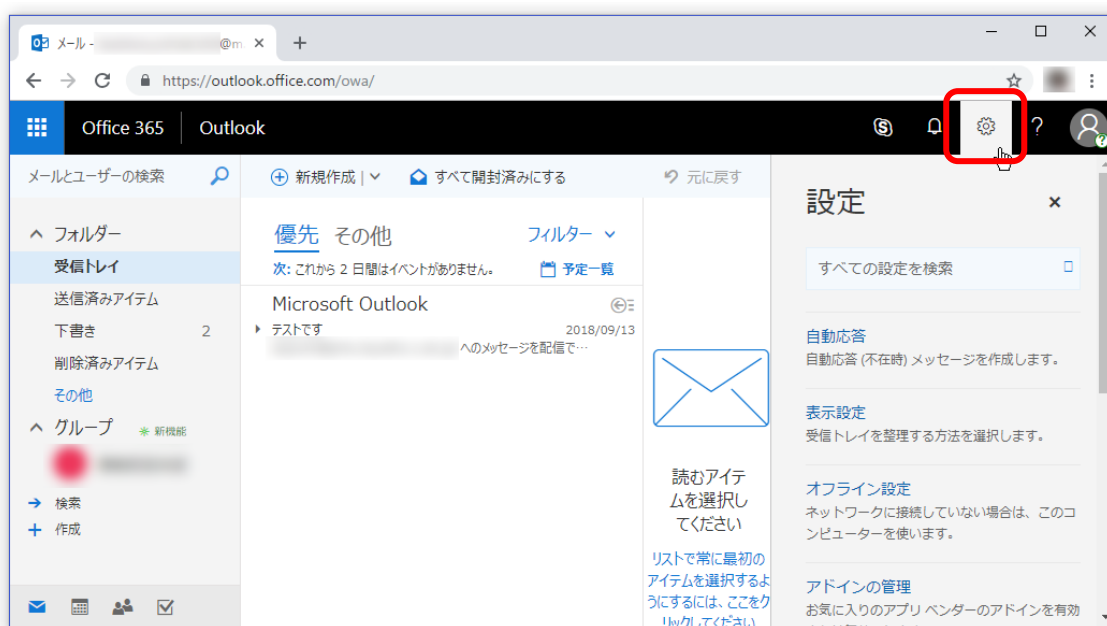 メール -
@m
https://outlook.office.com/owa/
Office 365
Outlook
メールとユーザーの検索
新規作成 |
すべて開封済みにする
元に戻す
フォルダー
受信トレイ
送信済みアイテム
下書き 2
削除済みアイテム
その他
グループ
新機能
検索
作成
優先 その他
フィルター
次: これから 2 日間はイベントがありません。
予定一覧
Microsoft Outlook
テストです
2018/09/13
へのメッセージを配信で…
読むアイテ
ムを選択し
てください
リストで常に最初の
アイテムを選択するよ
うにするには、ここをク
リックしてください
設定
すべての設定を検索
自動応答
自動応答 (不在時) メッセージを作成します。
表示設定
受信トレイを整理する方法を選択します。
オフライン設定
ネットワークに接続していない場合は、このコ
ンピューターを使います。
アドインの管理
お気に入りのアプリ ベンダーのアドインを有効